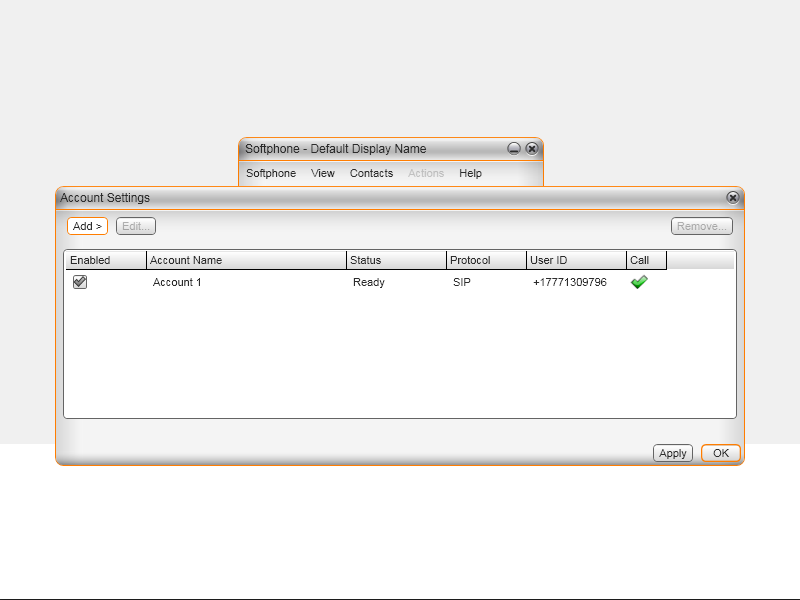 Softphone - Default Display Name
Softphone View Contacts Actions Help
Account Settings
Add > Edit... Remove...
Enabled Account Name Status Protocol User ID Call
Account 1 Ready SIP +17771309796
Apply OK